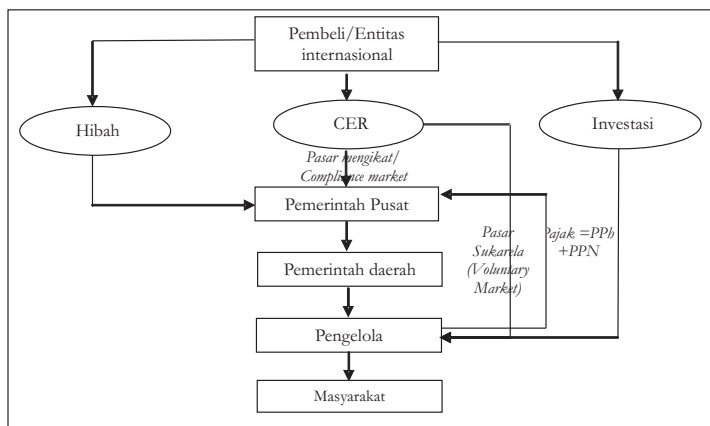 Pembeli/Entitas
internasional
Hibah
CER
Investasi
Pasar mengikat/
Compliance market
Pemerintah Pusat
Pasar
Sukarela
(Voluntary
Market)
Pajak =PPh
+PPN
Pemerintah daerah
Pengelola
Masyarakat